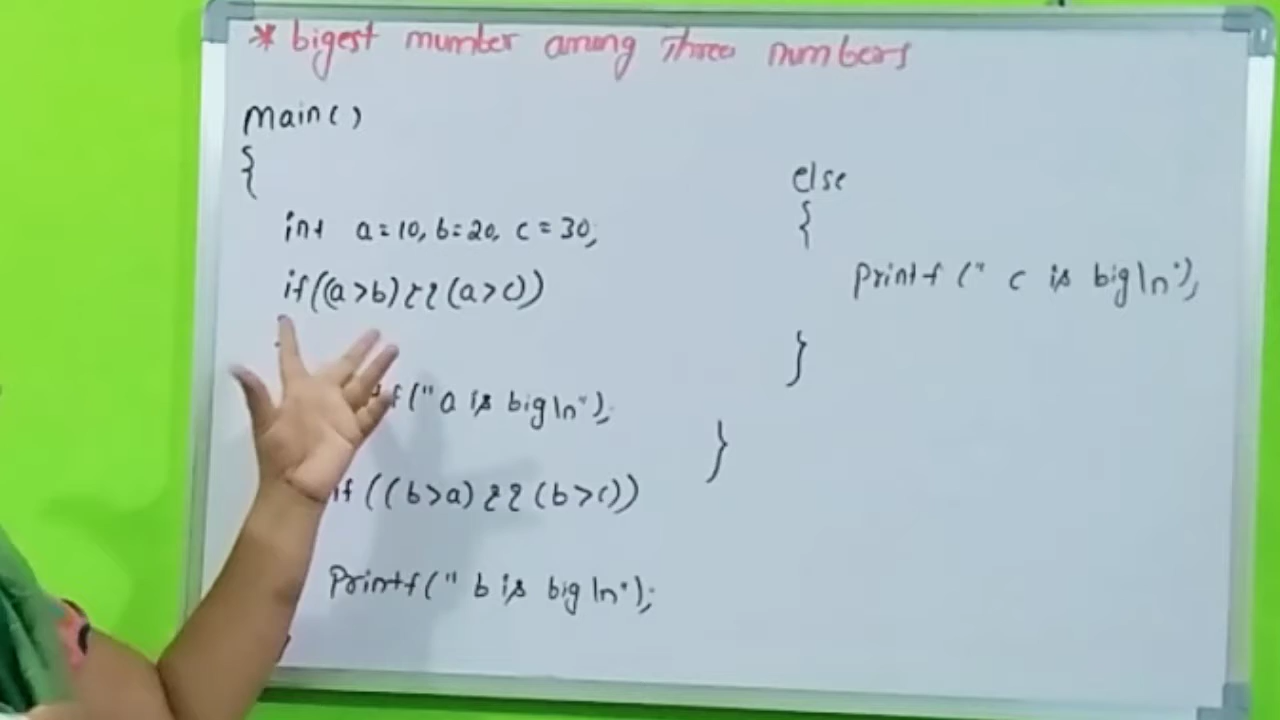 * bigest number among Three numbers
main()
{
int a=10, b=20, c=30;
if((a>b)&&(a>c))
("a is big\n");
if((b>a)&&(b>c))
printf(" b is big\n");
else
{
printf(" c is big\n");
}
}